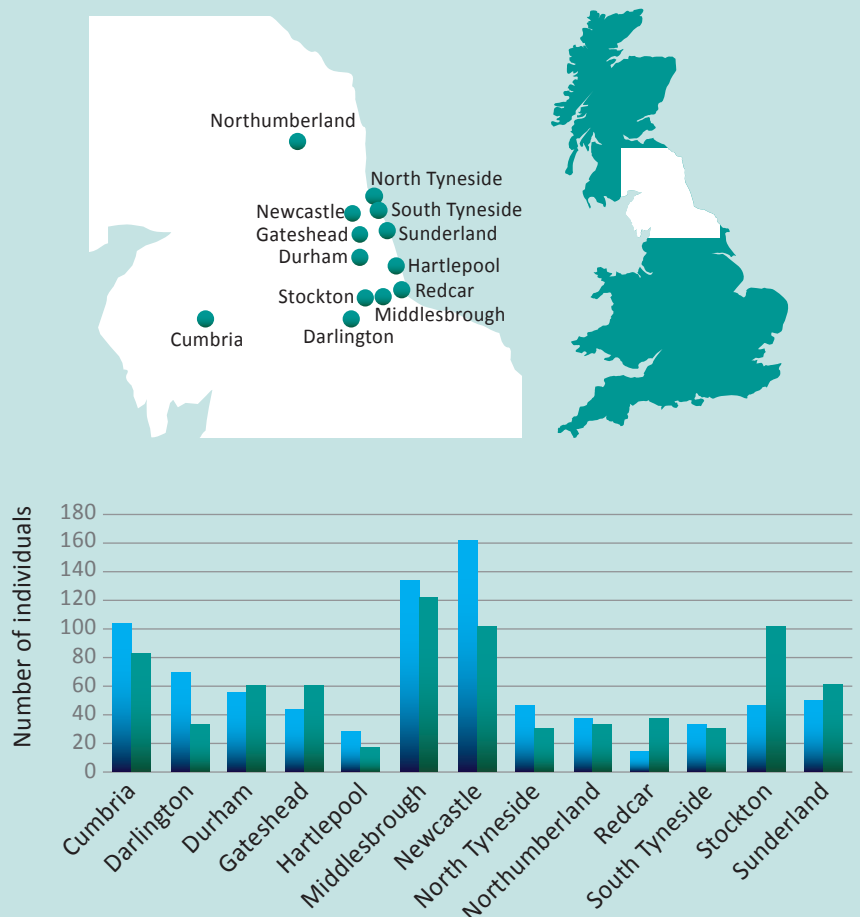 Northumberland
North Tyneside
Newcastle
South Tyneside
Gateshead
Sunderland
Durham
Hartlepool
Stockton
Redcar
Middlesbrough
Cumbria
Darlington
Number of individuals
180
160
140
120
100
80
60
40
20
0
Cumbria
Darlington
Durham
Gateshead
Hartlepool
Middlesbrough
Newcastle
North Tyneside
Northumberland
Redcar
South Tyneside
Stockton
Sunderland